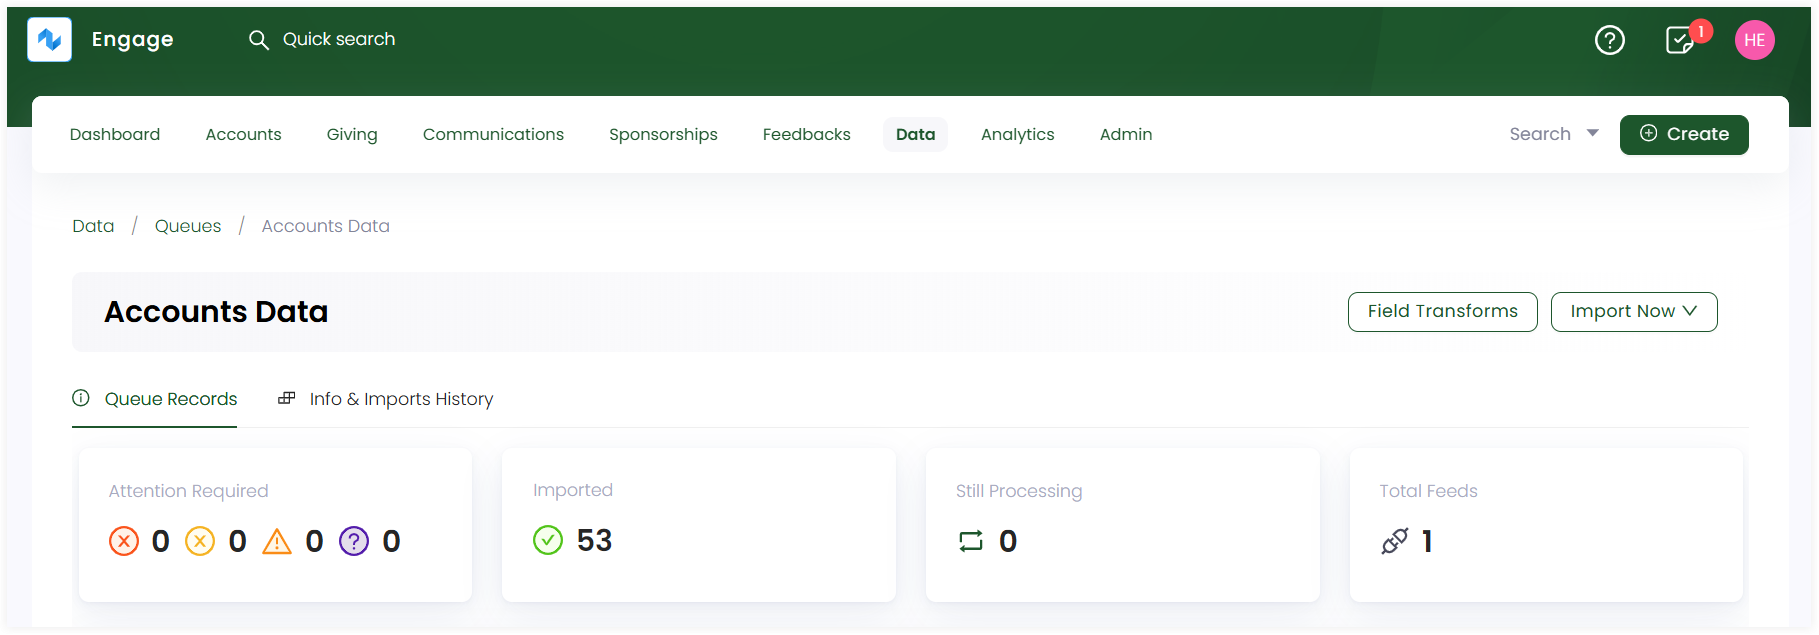 Engage
Quick search
1
HE
Dashboard Accounts Giving Communications Sponsorships Feedbacks Data Analytics Admin Search Create
Data / Queues / Accounts Data
Accounts Data
Field Transforms
Import Now
Queue Records
Info & Imports History
Attention Required
0 0 0 ? 0
Imported
53
Still Processing
0
Total Feeds
1